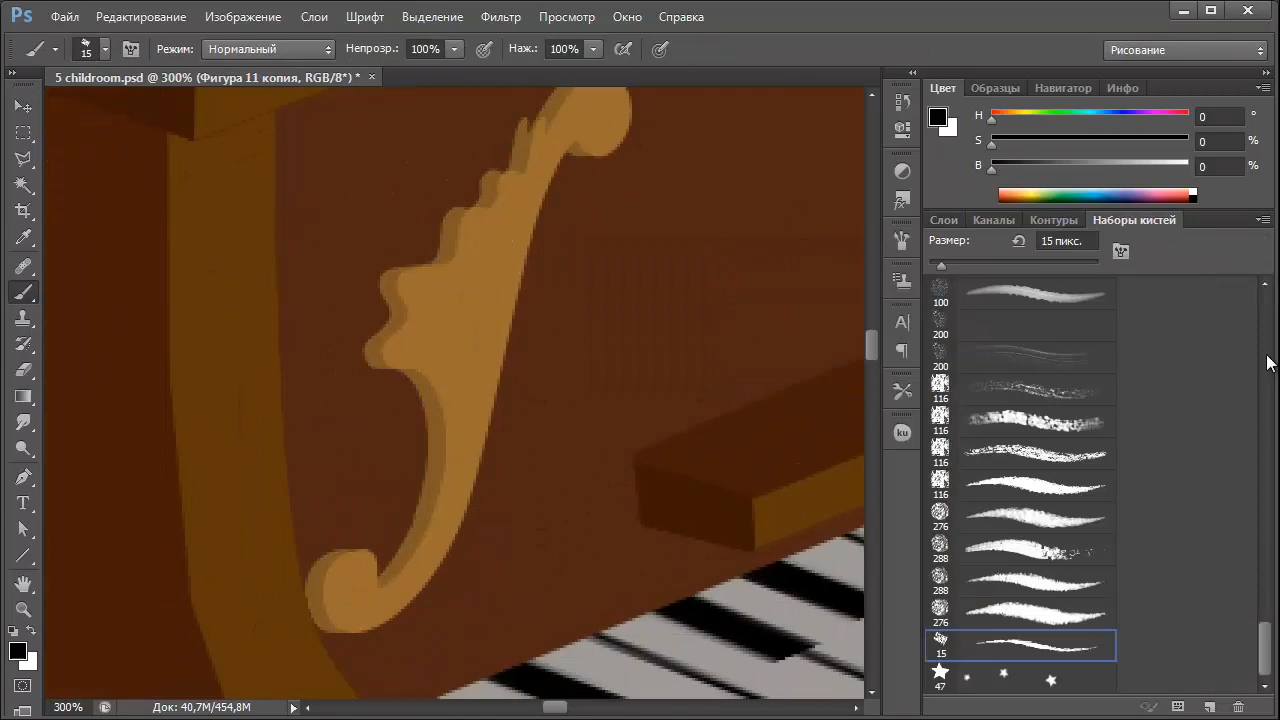 Ps Файл Редактирование Изображение Слои Шрифт Выделение Фильтр Просмотр Окно Справка
15 Режим: Нормальный Непрозр.: 100% Наж.: 100% Рисование
5 childroom.psd @ 300% (Фигура 11 копия, RGB/8*) * ×
Цвет Образцы Навигатор Инфо
H 0 °
S 0 %
B 0 %
Слои Каналы Контуры Наборы кистей
Размер: 15 пикс.
100
200
200
116
116
116
116
276
288
288
276
15
47
A
T
ku
300% Док: 40,7M/454,8M